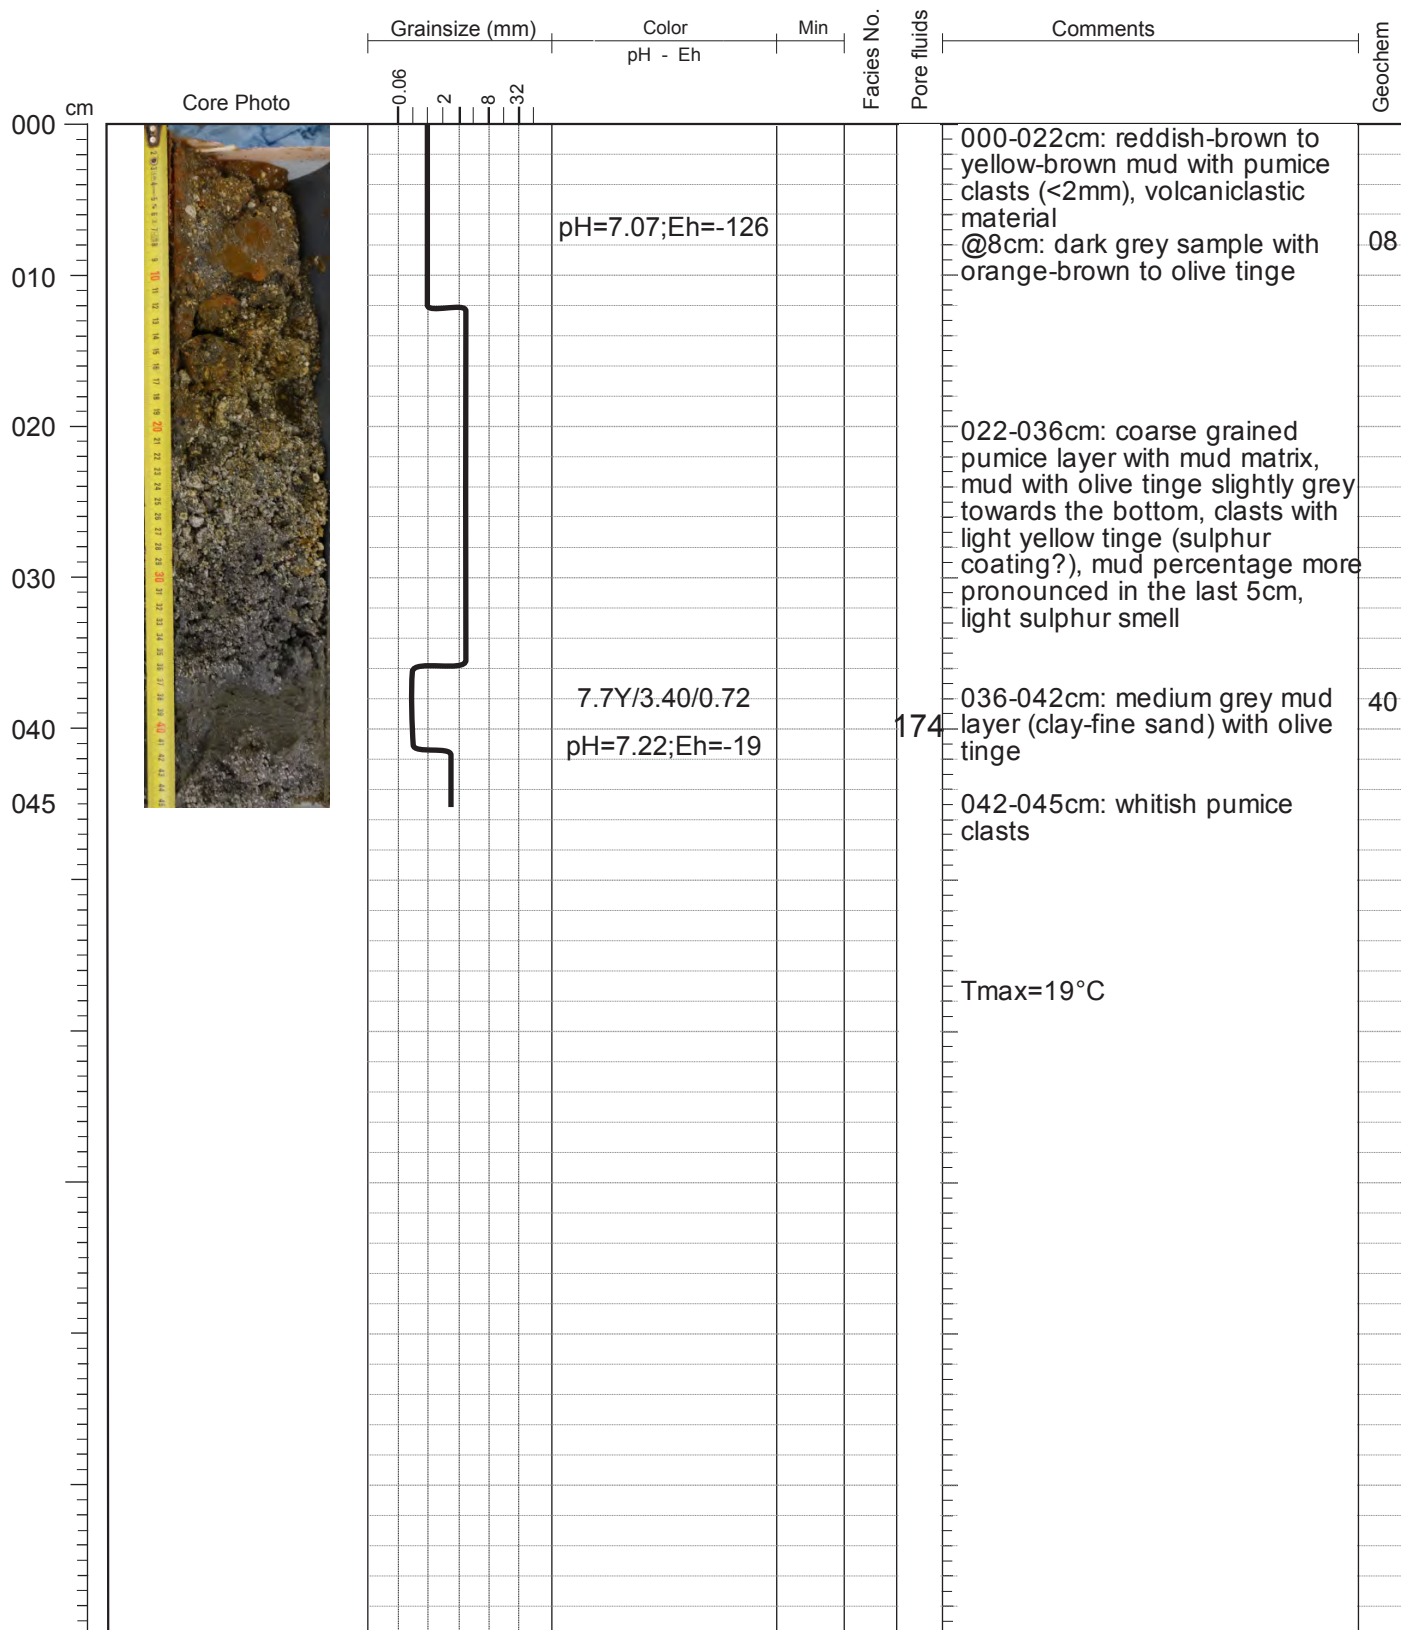 Grainsize (mm)
Color
Min
Facies No.
Pore fluids
Comments
Geochem
pH - Eh
cm
Core Photo
0.06
2
8
32
000
000-022cm: reddish-brown to
yellow-brown mud with pumice
clasts (<2mm), volcaniclastic
material
pH=7.07;Eh=-126
@8cm: dark grey sample with
08
010
orange-brown to olive tinge
10
020
20
022-036cm: coarse grained
pumice layer with mud matrix,
mud with olive tinge slightly grey
towards the bottom, clasts with
light yellow tinge (sulphur
coating?), mud percentage more
030
30
pronounced in the last 5cm,
light sulphur smell
7.7Y/3.40/0.72
036-042cm: medium grey mud
40
040
40
174
layer (clay-fine sand) with olive
pH=7.22;Eh=-19
tinge
045
042-045cm: whitish pumice
clasts
Tmax=19°C